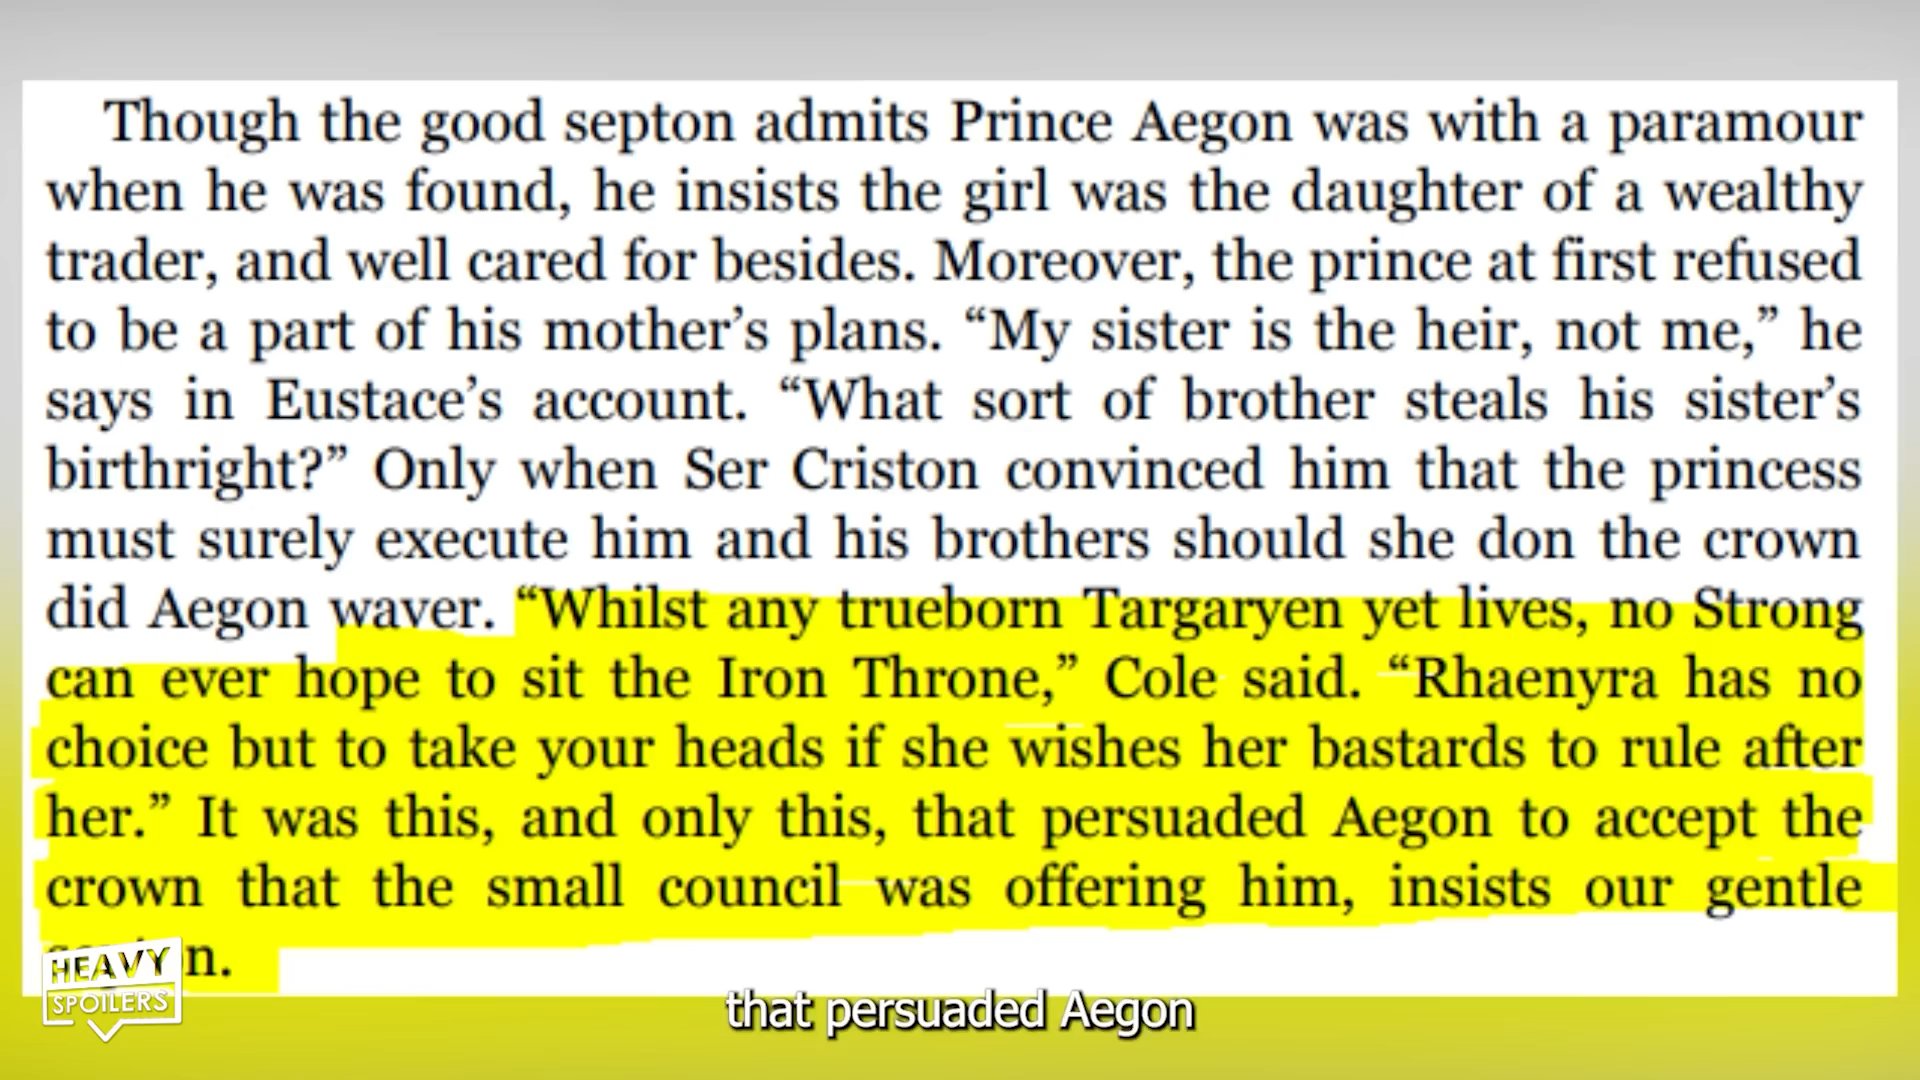 Though the good septon admits Prince Aegon was with a paramour
when he was found, he insists the girl was the daughter of a wealthy
trader, and well cared for besides. Moreover, the prince at first refused
to be a part of his mother’s plans. “My sister is the heir, not me,” he
says in Eustace’s account. “What sort of brother steals his sister’s
birthright?” Only when Ser Criston convinced him that the princess
must surely execute him and his brothers should she don the crown
did Aegon waver. “Whilst any trueborn Targaryen yet lives, no Strong
can ever hope to sit the Iron Throne,” Cole said. “Rhaenyra has no
choice but to take your heads if she wishes her bastards to rule after
her.” It was this, and only this, that persuaded Aegon to accept the
crown that the small council was offering him, insists our gentle
HEAVY
SPOILERS
that persuaded Aegon